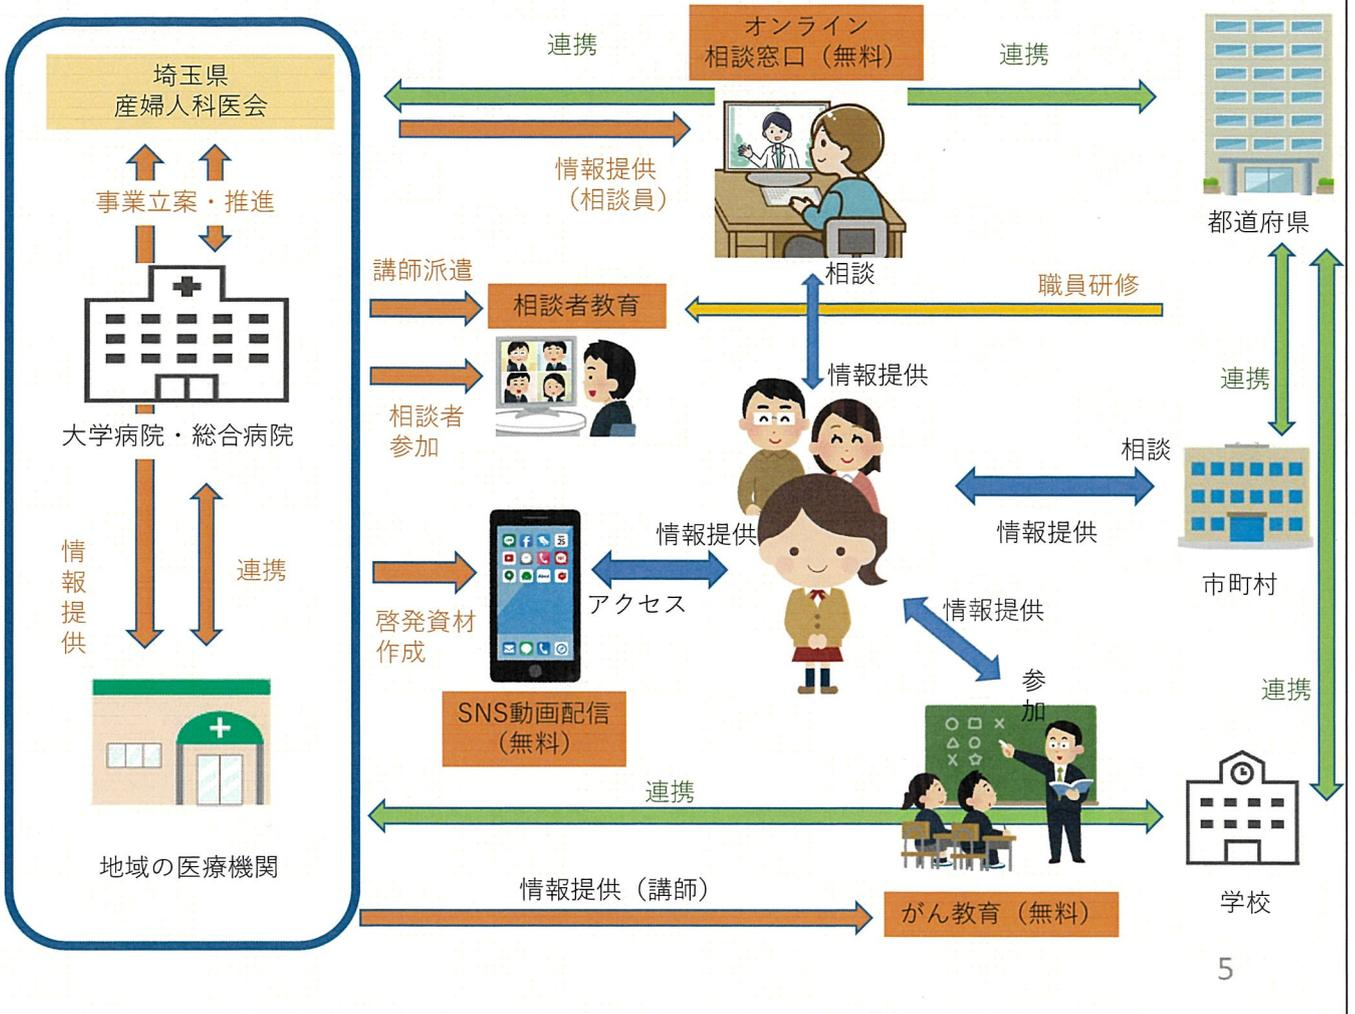 オンライン
相談窓口（無料）
連携
連携
埼玉県
産婦人科医会
情報提供
（相談員）
事業立案・推進
都道府県
講師派遣
相談者教育
相談
職員研修
相談者
参加
情報提供
連携
大学病院・総合病院
相談
情報提供
市町村
情報提供
アクセス
情報提供
連携
啓発資材
作成
情報提供
参加
SNS動画配信
（無料）
連携
連携
地域の医療機関
情報提供（講師）
がん教育（無料）
学校
5